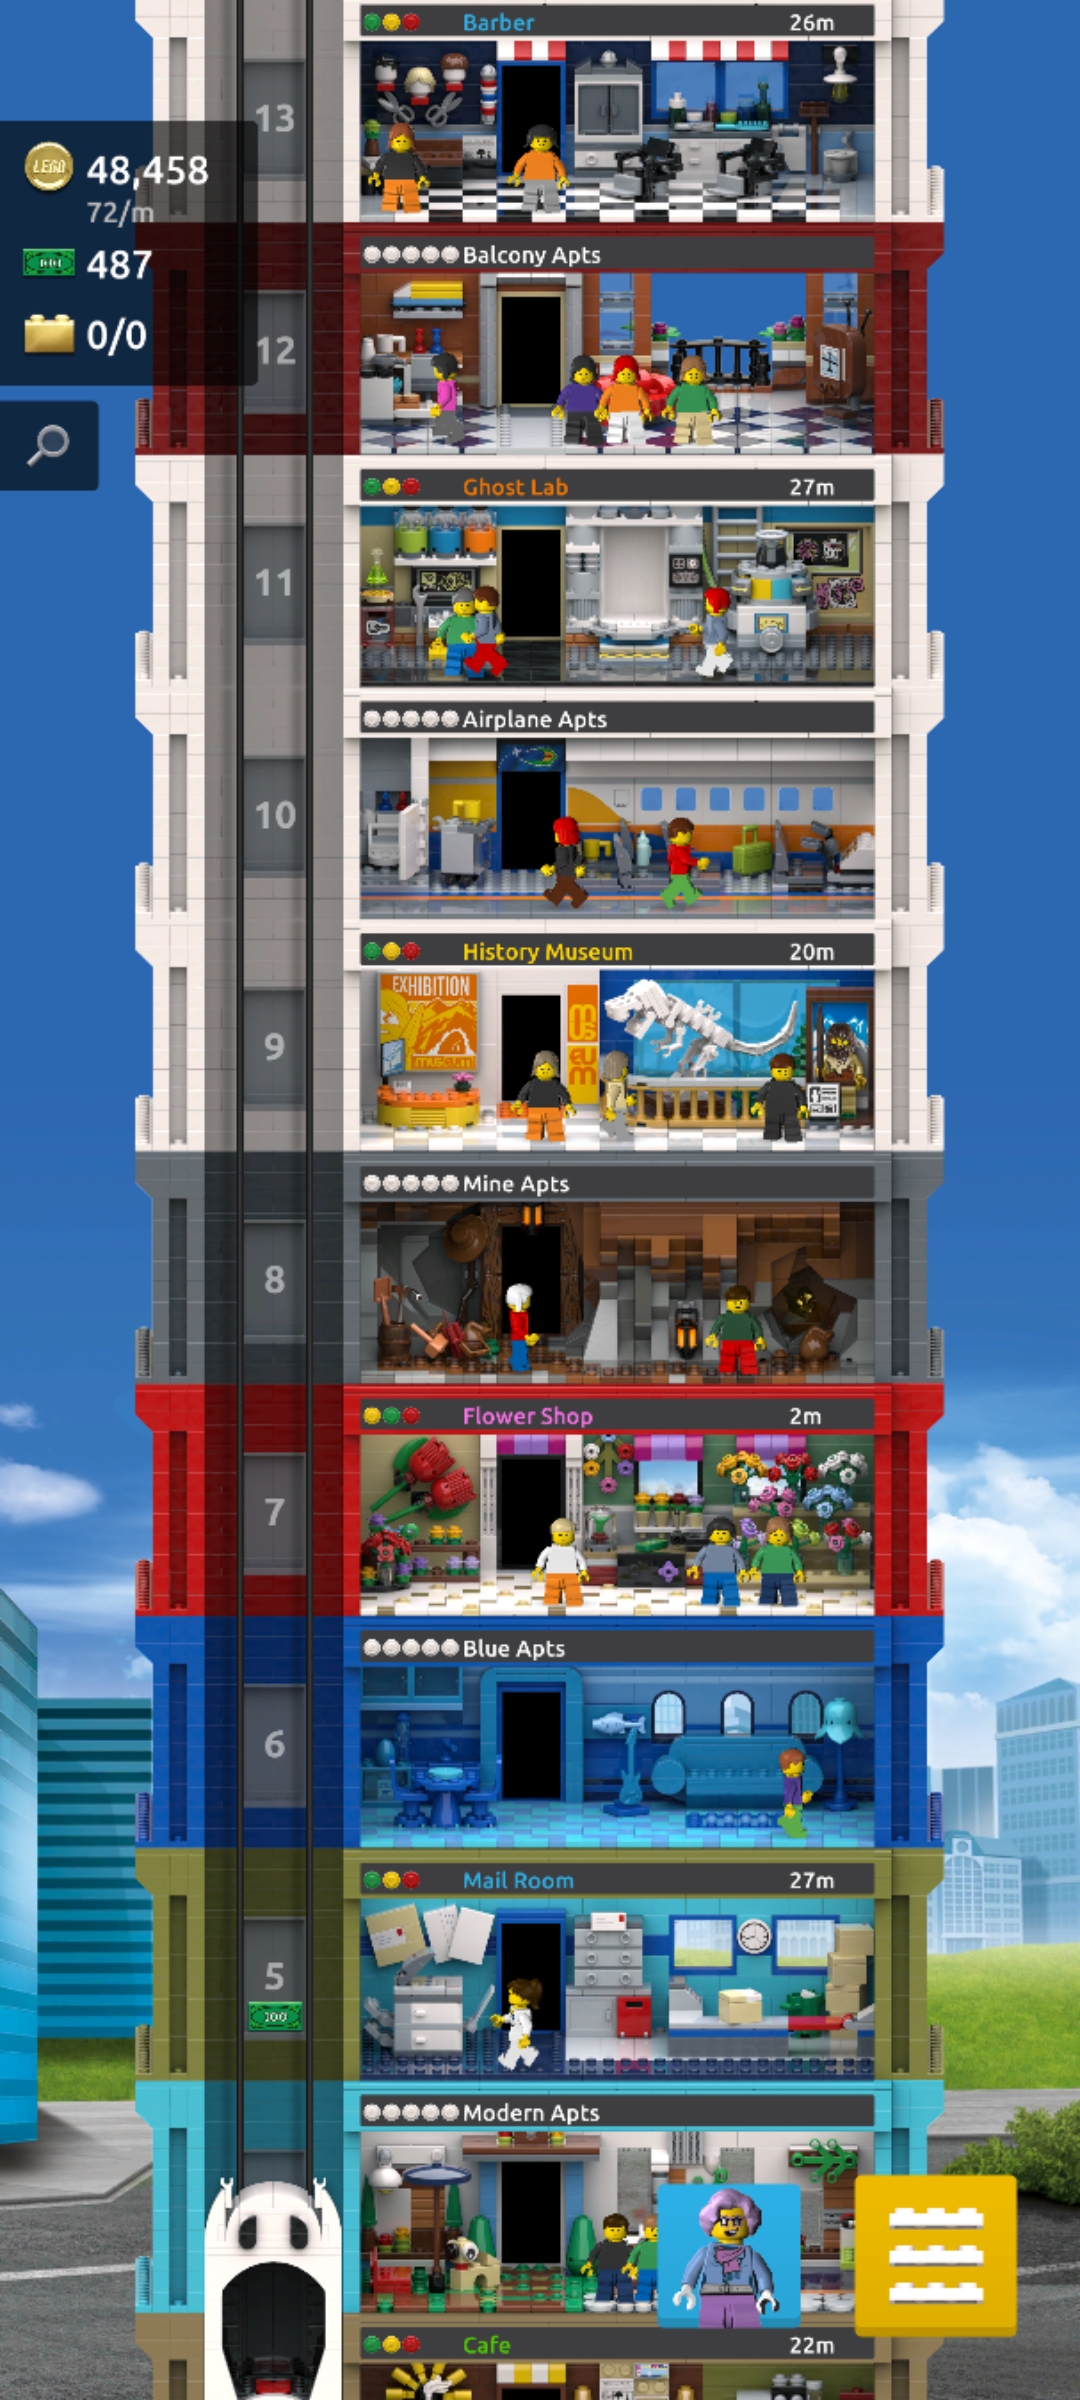 Barber 26m
13
LEGO 48,458
72/m
487
0/0
Balcony Apts
12
Ghost Lab 27m
11
Airplane Apts
10
History Museum 20m
EXHIBITION
museum
MUSEUM
9
Mine Apts
8
Flower Shop 2m
7
Blue Apts
6
Mail Room 27m
5
100
Modern Apts
Cafe 22m